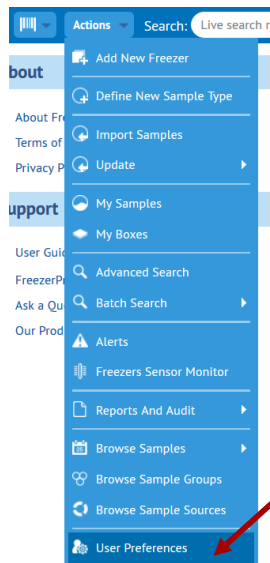 Actions Search: Live search
bout
About
Terms of
Privacy P
upport
User Guid
FreezerPr
Ask a Qu
Our Prod
Add New Freezer
Define New Sample Type
Import Samples
Update
My Samples
My Boxes
Advanced Search
Batch Search
Alerts
Freezers Sensor Monitor
Reports And Audit
Browse Samples
Browse Sample Groups
Browse Sample Sources
User Preferences